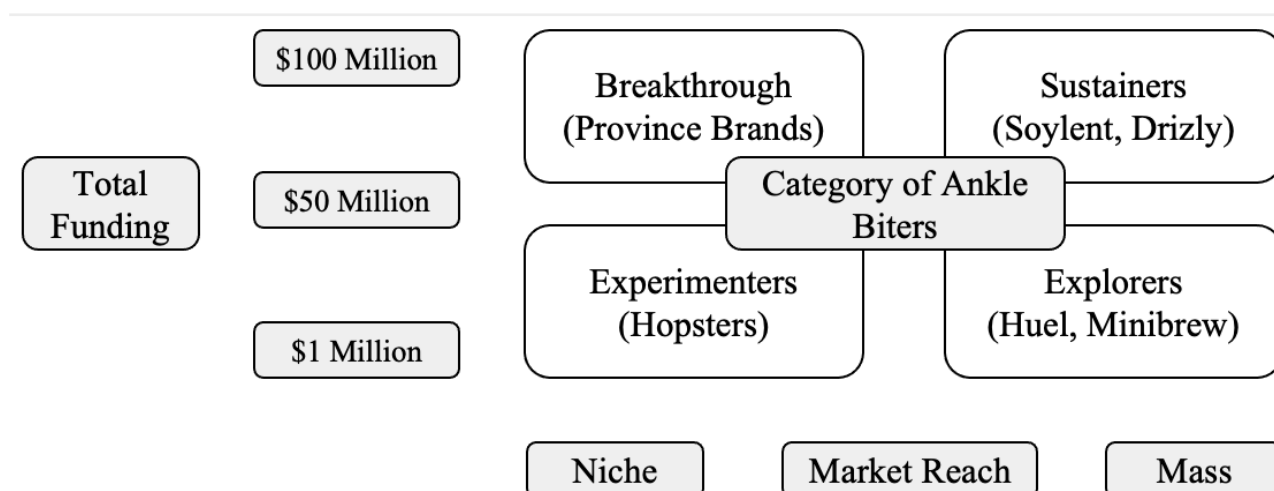 $100 Million
Breakthrough
(Province Brands)
Sustainers
(Soylent, Drizly)
Total
Funding
$50 Million
Category of Ankle
Biters
Experimenters
(Hopsters)
Explorers
(Huel, Minibrew)
$1 Million
Niche
Market Reach
Mass